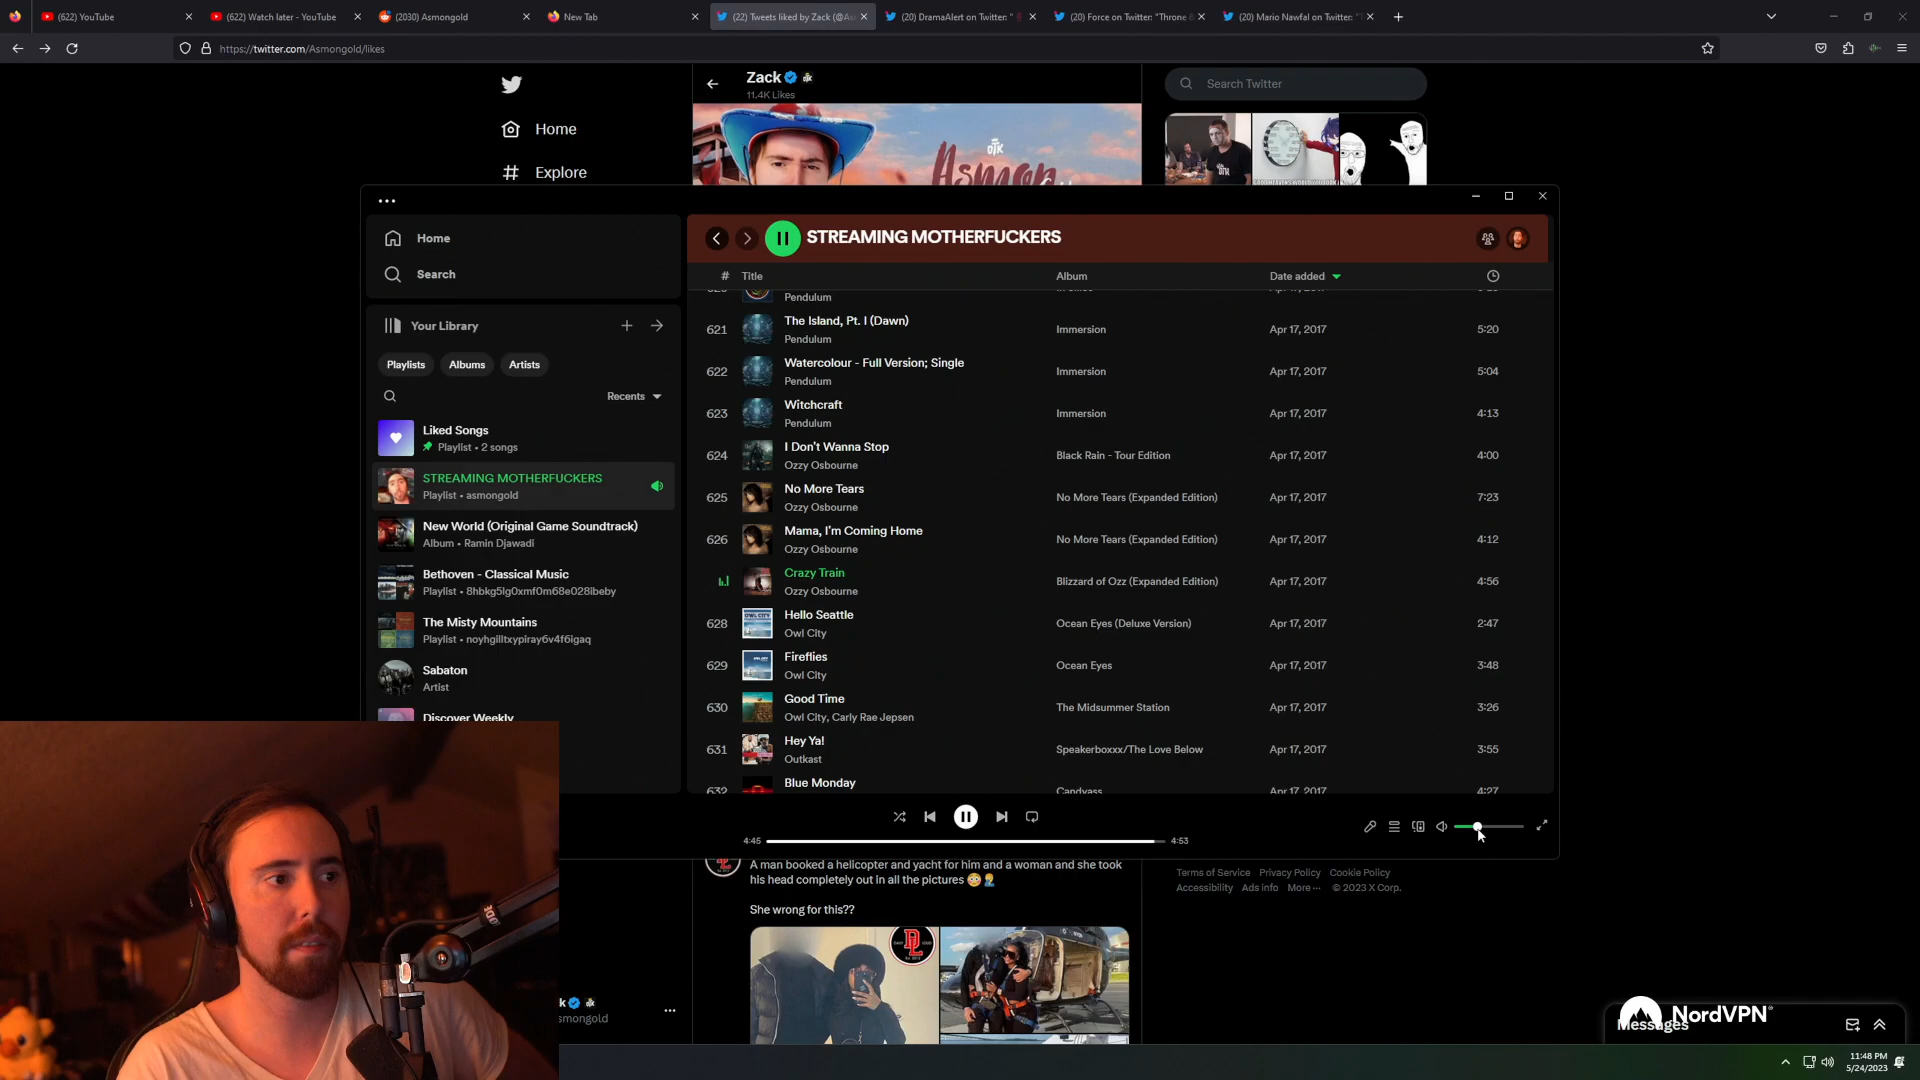 (622) YouTube
(622) Watch later - YouTube
(2030) Asmongold
New Tab
(22) Tweets liked by Zack (@As
(20) DramaAlert on Twitter: "
(20) Force on Twitter: "Throne &
(20) Mario Nawfal on Twitter: "
https://twitter.com/Asmongold/likes
Zack
11.4K Likes
Search Twitter
Home
Explore
OTK
Asmon
Home
Search
Your Library
Playlists
Albums
Artists
Recents
Liked Songs
Playlist • 2 songs
STREAMING MOTHERFUCKERS
Playlist • asmongold
New World (Original Game Soundtrack)
Album • Ramin Djawadi
Bethoven - Classical Music
Playlist • 8hbkg5lg0xmf0m68e028ibeby
The Misty Mountains
Playlist • noyhgilltxypiray6v4f6igaq
Sabaton
Artist
Discover Weekly
STREAMING MOTHERFUCKERS
# Title Album Date added
Pendulum
621 The Island, Pt. I (Dawn) Immersion Apr 17, 2017 5:20
Pendulum
622 Watercolour - Full Version; Single Immersion Apr 17, 2017 5:04
Pendulum
623 Witchcraft Immersion Apr 17, 2017 4:13
Pendulum
624 I Don't Wanna Stop Black Rain - Tour Edition Apr 17, 2017 4:00
Ozzy Osbourne
625 No More Tears No More Tears (Expanded Edition) Apr 17, 2017 7:23
Ozzy Osbourne
626 Mama, I'm Coming Home No More Tears (Expanded Edition) Apr 17, 2017 4:12
Ozzy Osbourne
Crazy Train Blizzard of Ozz (Expanded Edition) Apr 17, 2017 4:56
Ozzy Osbourne
628 Hello Seattle Ocean Eyes (Deluxe Version) Apr 17, 2017 2:47
Owl City
629 Fireflies Ocean Eyes Apr 17, 2017 3:48
Owl City
630 Good Time The Midsummer Station Apr 17, 2017 3:26
Owl City, Carly Rae Jepsen
631 Hey Ya! Speakerboxxx/The Love Below Apr 17, 2017 3:55
Outkast
632 Blue Monday Candyass Apr 17, 2017 4:27
4:45
4:53
A man booked a helicopter and yacht for him and a woman and she took
his head completely out in all the pictures
She wrong for this??
Terms of Service Privacy Policy Cookie Policy
Accessibility Ads info More ··· © 2023 X Corp.
k
smongold
NordVPN
Messages
11:48 PM
5/24/2023